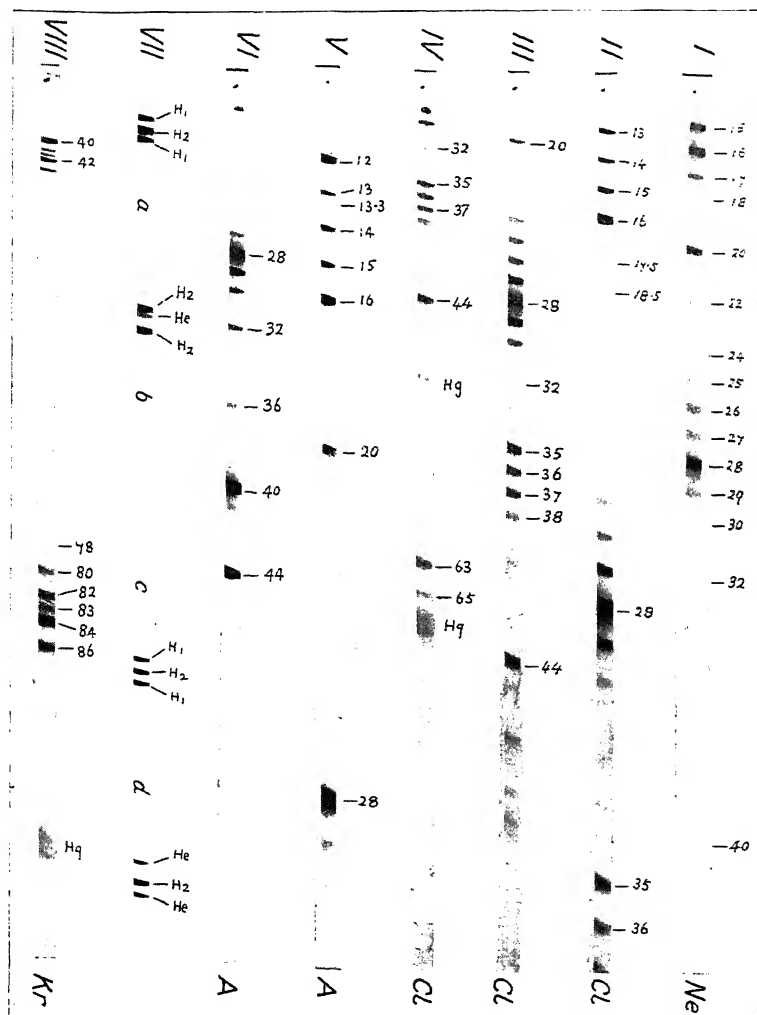 VIII
40
42
78
80
82
83
84
86
Hg
Kr
VII
H1
H2
H1
a
H2
He
H2
b
c
H1
H2
H1
d
He
H2
He
VI
28
32
36
40
44
A
V
12
13
13.3
14
15
16
20
28
A
IV
32
35
37
44
Hg
63
65
Hg
Cl
III
20
28
32
35
36
37
38
44
Cl
II
13
14
15
16
18.5
28
35
36
Cl
I
15
16
17
18
20
22
24
25
26
27
28
29
30
32
40
Ne